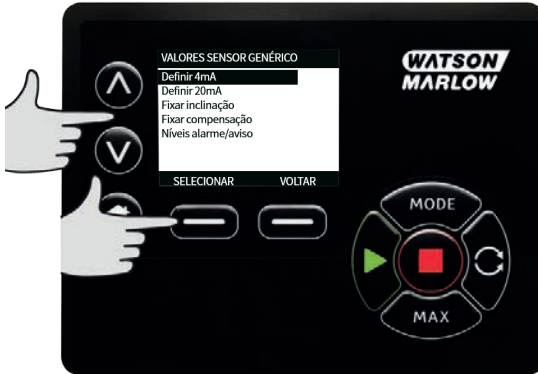 VALORES SENSOR GENÉRICO
Definir 4mA
Definir 20mA
Fixar inclinação
Fixar compensação
Níveis alarme/aviso
SELECIONAR VOLTAR
WATSON
MARLOW
MODE
MAX